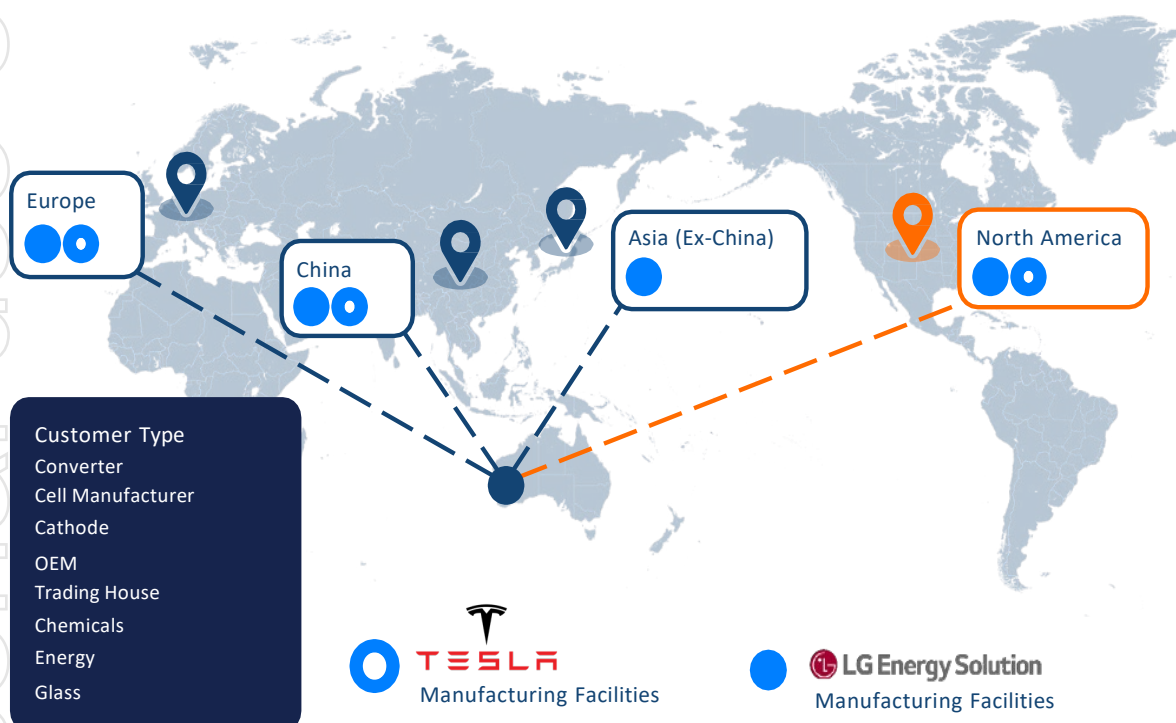 Europe
China
Asia (Ex-China)
North America
Customer Type
Converter
Cell Manufacturer
Cathode
OEM
Trading House
Chemicals
Energy
Glass
TESLA
Manufacturing Facilities
LG Energy Solution
Manufacturing Facilities